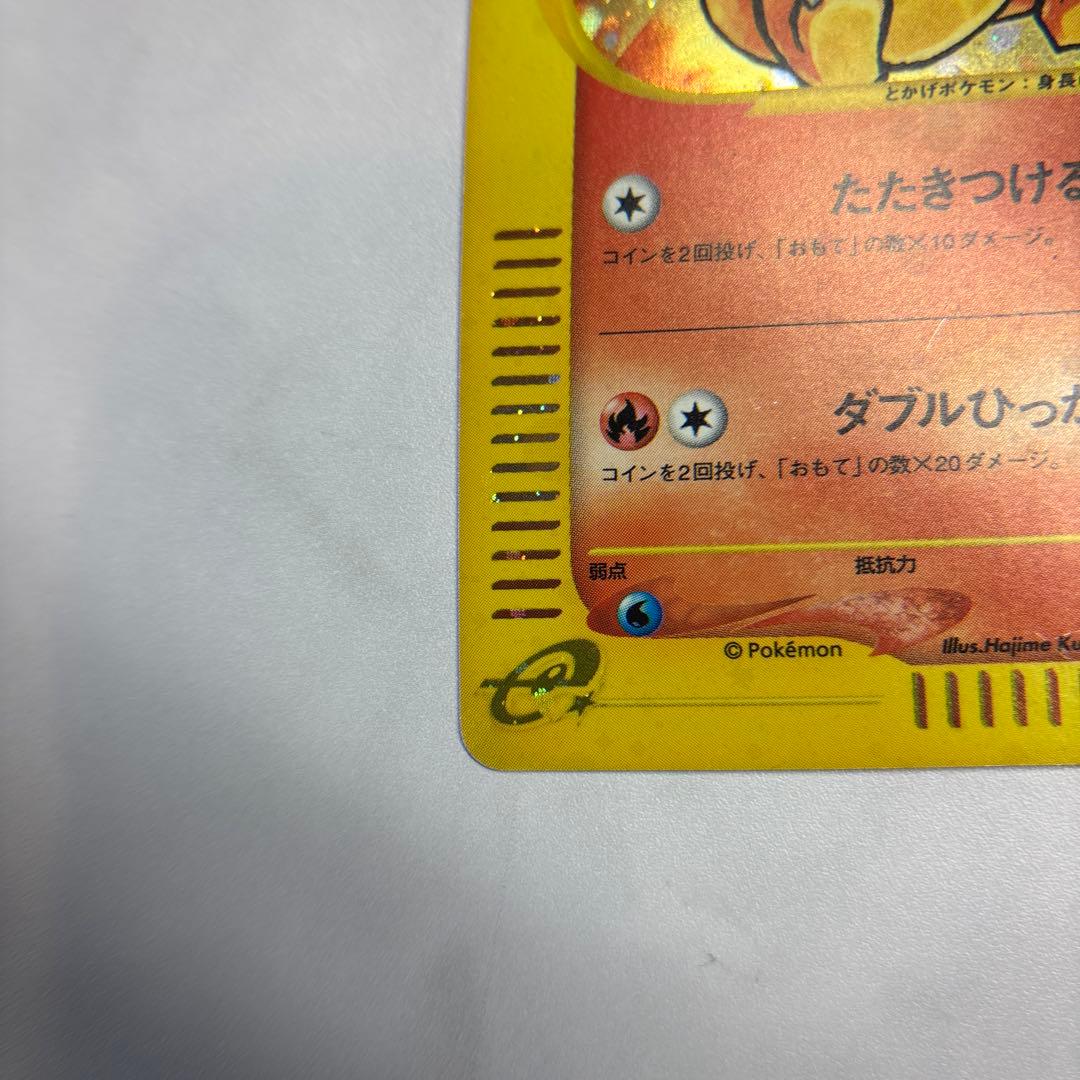 とかげポケモン：身長
たたきつける
コインを2回投げ、「おもて」の数×10ダメージ。
ダブルひっか
コインを2回投げ、「おもて」の数×20ダメージ。
弱点 抵抗力
©Pokémon Illus.Hajime Ku
e